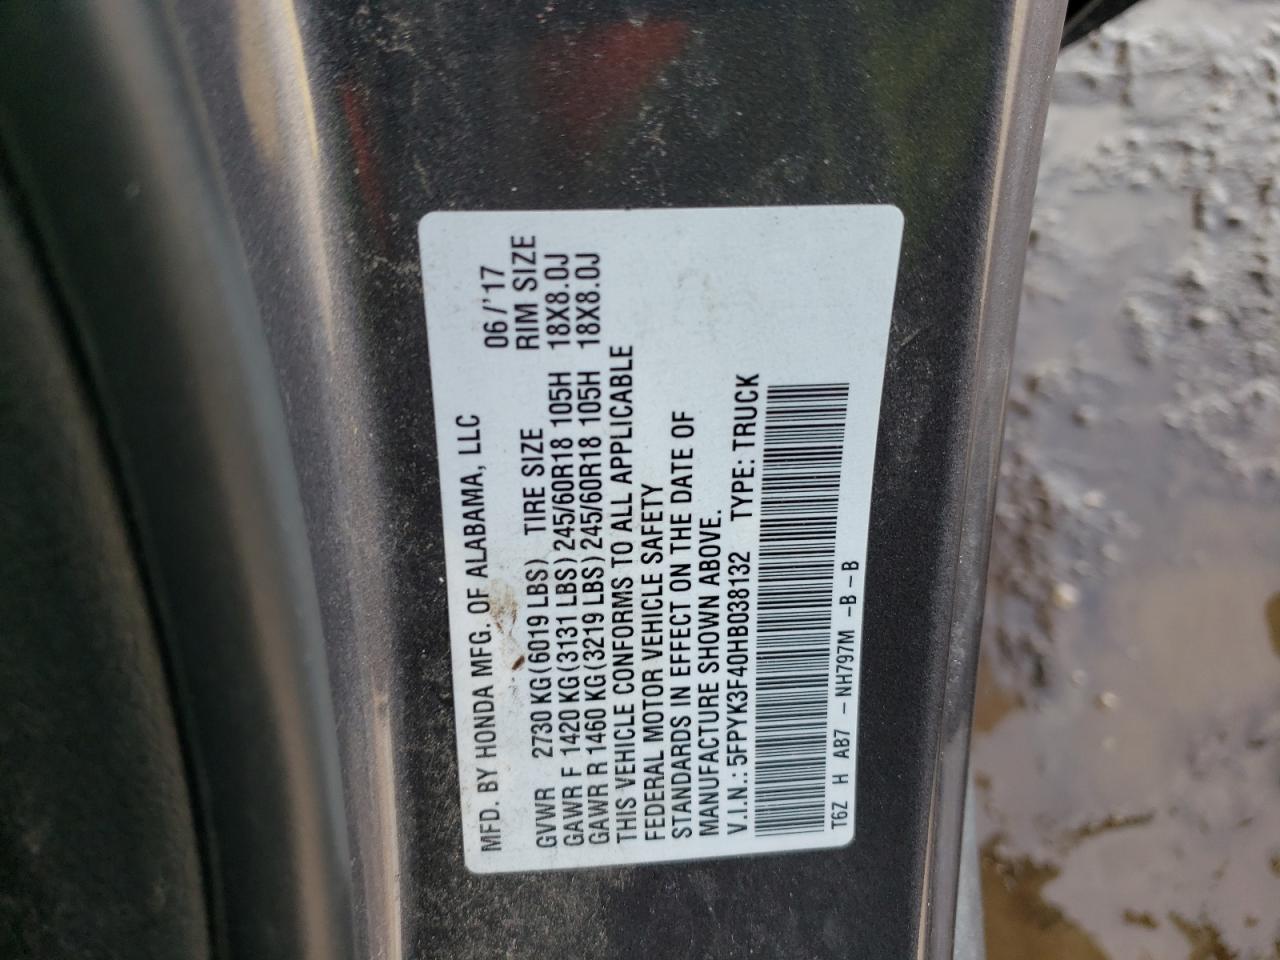 MFD. BY HONDA MFG. OF ALABAMA, LLC
06/'17
GVWR 2730 KG(6019 LBS) TIRE SIZE RIM SIZE
GAWR F 1420 KG(3131 LBS)245/60R18 105H 18X8.0J
GAWR R 1460 KG(3219 LBS)245/60R18 105H 18X8.0J
THIS VEHICLE CONFORMS TO ALL APPLICABLE
FEDERAL MOTOR VEHICLE SAFETY
STANDARDS IN EFFECT ON THE DATE OF
MANUFACTURE SHOWN ABOVE.
V.I.N.: 5FPYK3F40HB038132 TYPE: TRUCK
T6Z H AB7 -NH797M -B-B